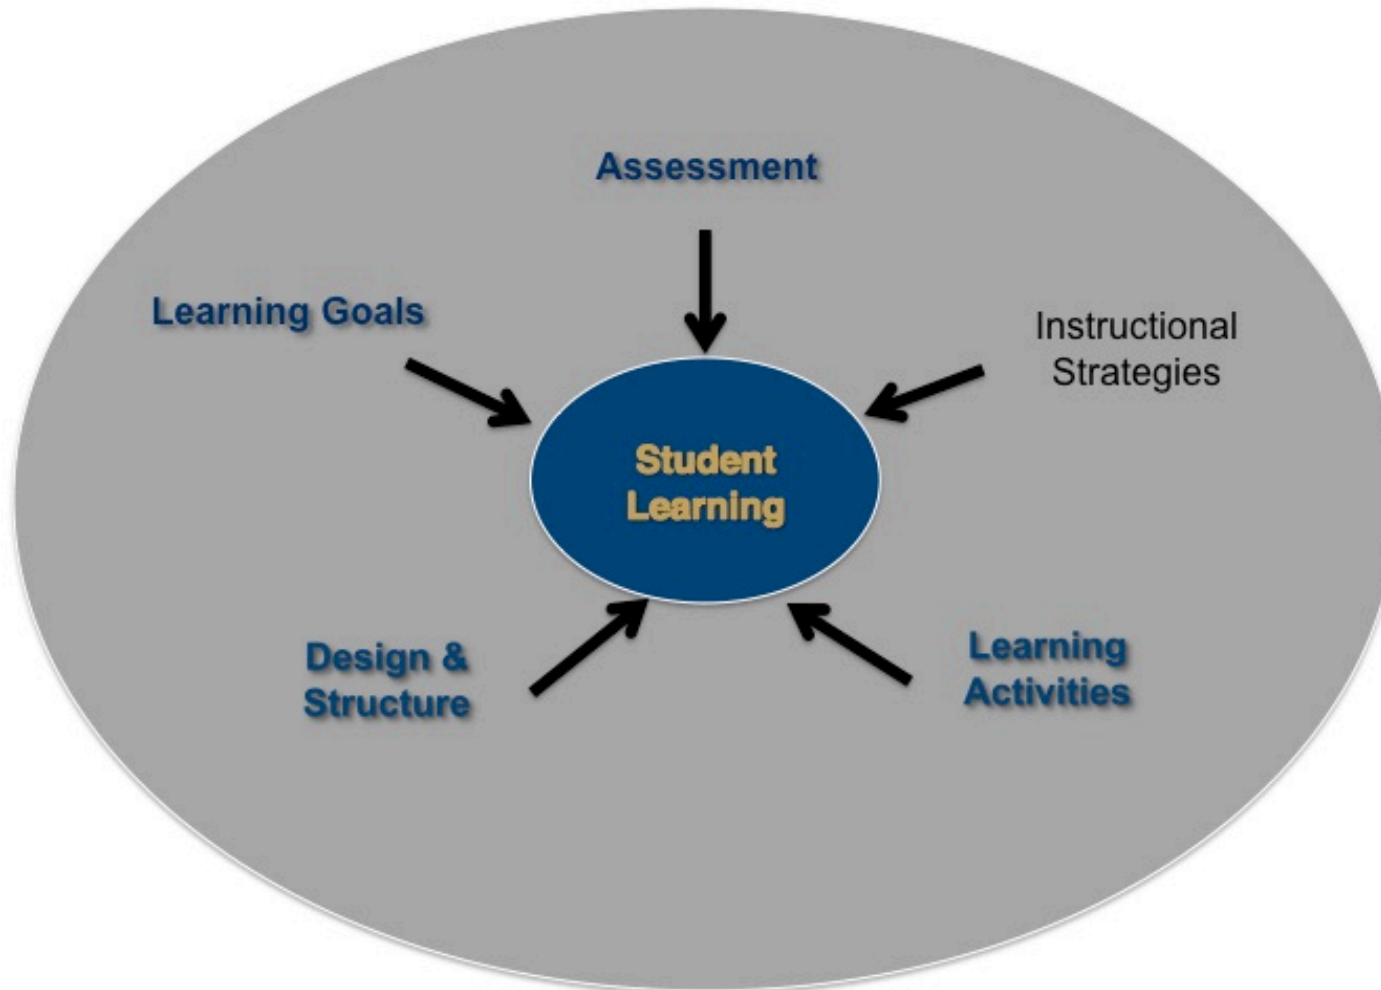 Assessment
Learning Goals
Instructional
Strategies
Student
Learning
Design &
Structure
Learning
Activities